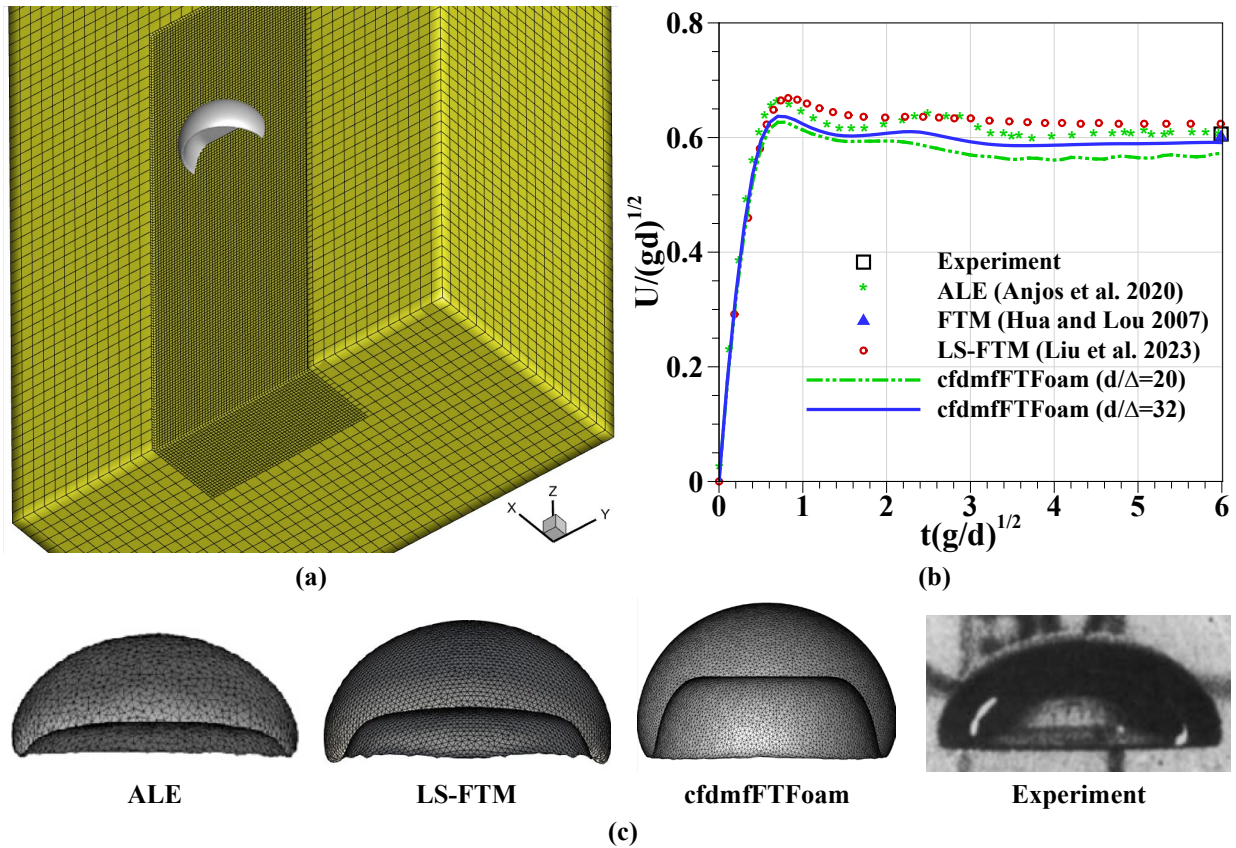 X
Z
Y
(a)
U/(gd)^1/2
0.8
0.6
0.4
0.2
0
0
1
2
3
4
5
6
t(g/d)^1/2
Experiment
ALE (Anjos et al. 2020)
FTM (Hua and Lou 2007)
LS-FTM (Liu et al. 2023)
cfdmfFTFoam (d/Δ=20)
cfdmfFTFoam (d/Δ=32)
(b)
ALE
LS-FTM
cfdmfFTFoam
Experiment
(c)